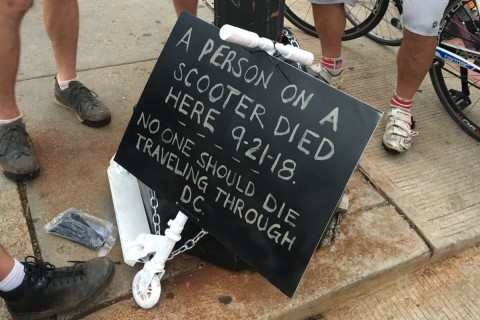 A PERSON ON A
SCOOTER DIED
HERE 9-21-18.
NO ONE SHOULD DIE
TRAVELING THROUGH
DC.